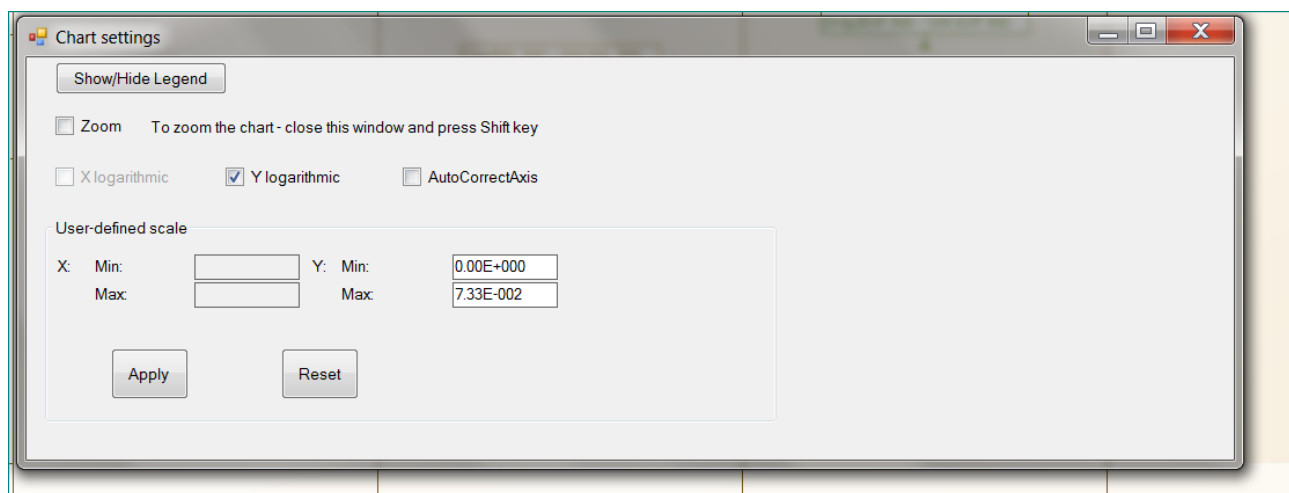 Chart settings
Show/Hide Legend
Zoom To zoom the chart - close this window and press Shift key
X logarithmic Y logarithmic AutoCorrectAxis
User-defined scale
X: Min: Y: Min: 0.00E+000
Max: Max: 7.33E-002
Apply Reset